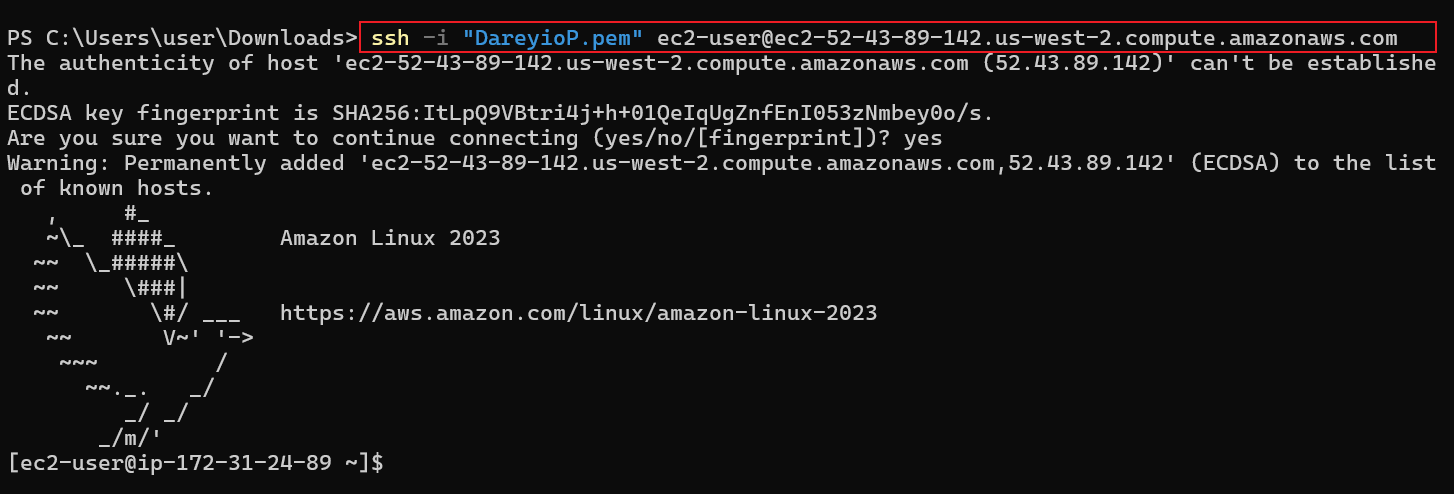 PS C:\Users\user\Downloads> ssh -i "DareyioP.pem" ec2-user@ec2-52-43-89-142.us-west-2.compute.amazonaws.com
The authenticity of host 'ec2-52-43-89-142.us-west-2.compute.amazonaws.com (52.43.89.142)' can't be establishe
d.
ECDSA key fingerprint is SHA256:ItLpQ9VBtri4j+h+01QeIqUgZnfEnI053zNmbey0o/s.
Are you sure you want to continue connecting (yes/no/[fingerprint])? yes
Warning: Permanently added 'ec2-52-43-89-142.us-west-2.compute.amazonaws.com,52.43.89.142' (ECDSA) to the list
 of known hosts.
   ,     #_
   ~\_  ####_        Amazon Linux 2023
  ~~  \_#####\
  ~~     \###|
  ~~       \#/ ___   https://aws.amazon.com/linux/amazon-linux-2023
   ~~       V~' '->
    ~~~         /
      ~~._.   _/
         _/ _/
       _/m/'
[ec2-user@ip-172-31-24-89 ~]$